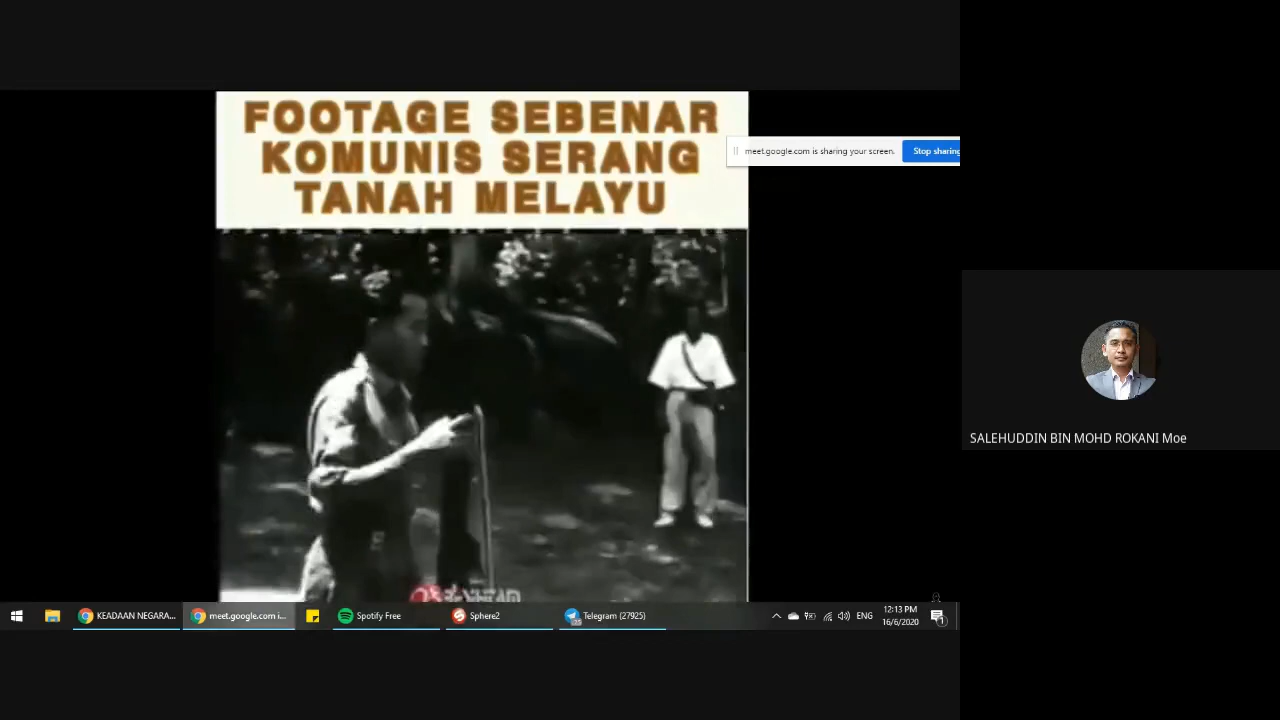 FOOTAGE SEBENAR
KOMUNIS SERANG
TANAH MELAYU
meet.google.com is sharing your screen.
Stop sharing
SALEHUDDIN BIN MOHD ROKANI Moe
KEADAAN NEGARA...
meet.google.com i...
Spotify Free
Sphere2
Telegram (27925)
ENG
12:13 PM
16/6/2020